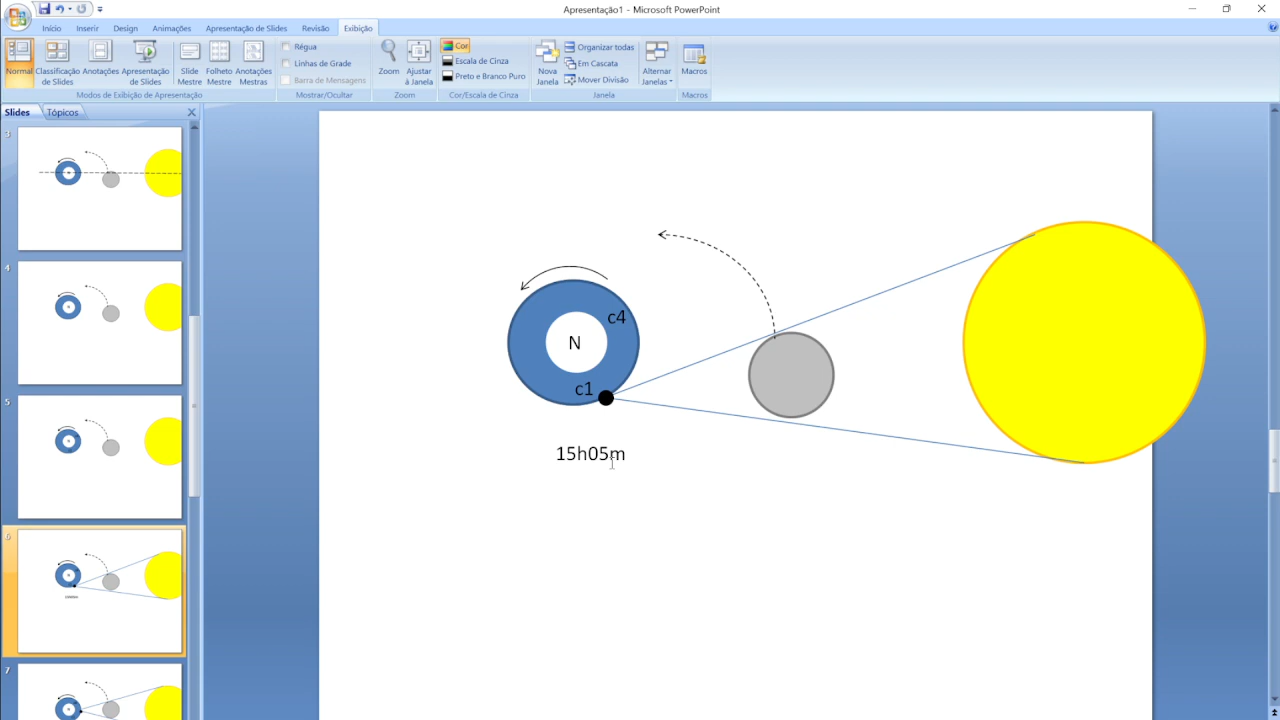 Apresentação1 - Microsoft PowerPoint
Início Inserir Design Animações Apresentação de Slides Revisão Exibição
Normal
Classificação de Slides
Anotações
Apresentação de Slides
Modos de Exibição de Apresentação
Slide Mestre
Folheto Mestre
Anotações Mestras
Régua
Linhas de Grade
Barra de Mensagens
Mostrar/Ocultar
Zoom
Ajustar à Janela
Zoom
Cor
Escala de Cinza
Preto e Branco Puro
Cor/Escala de Cinza
Nova Janela
Organizar todas
Em Cascata
Mover Divisão
Alternar Janelas
Janela
Macros
Macros
Slides Tópicos
3
4
5
6
7
c4
N
c1
15h05m